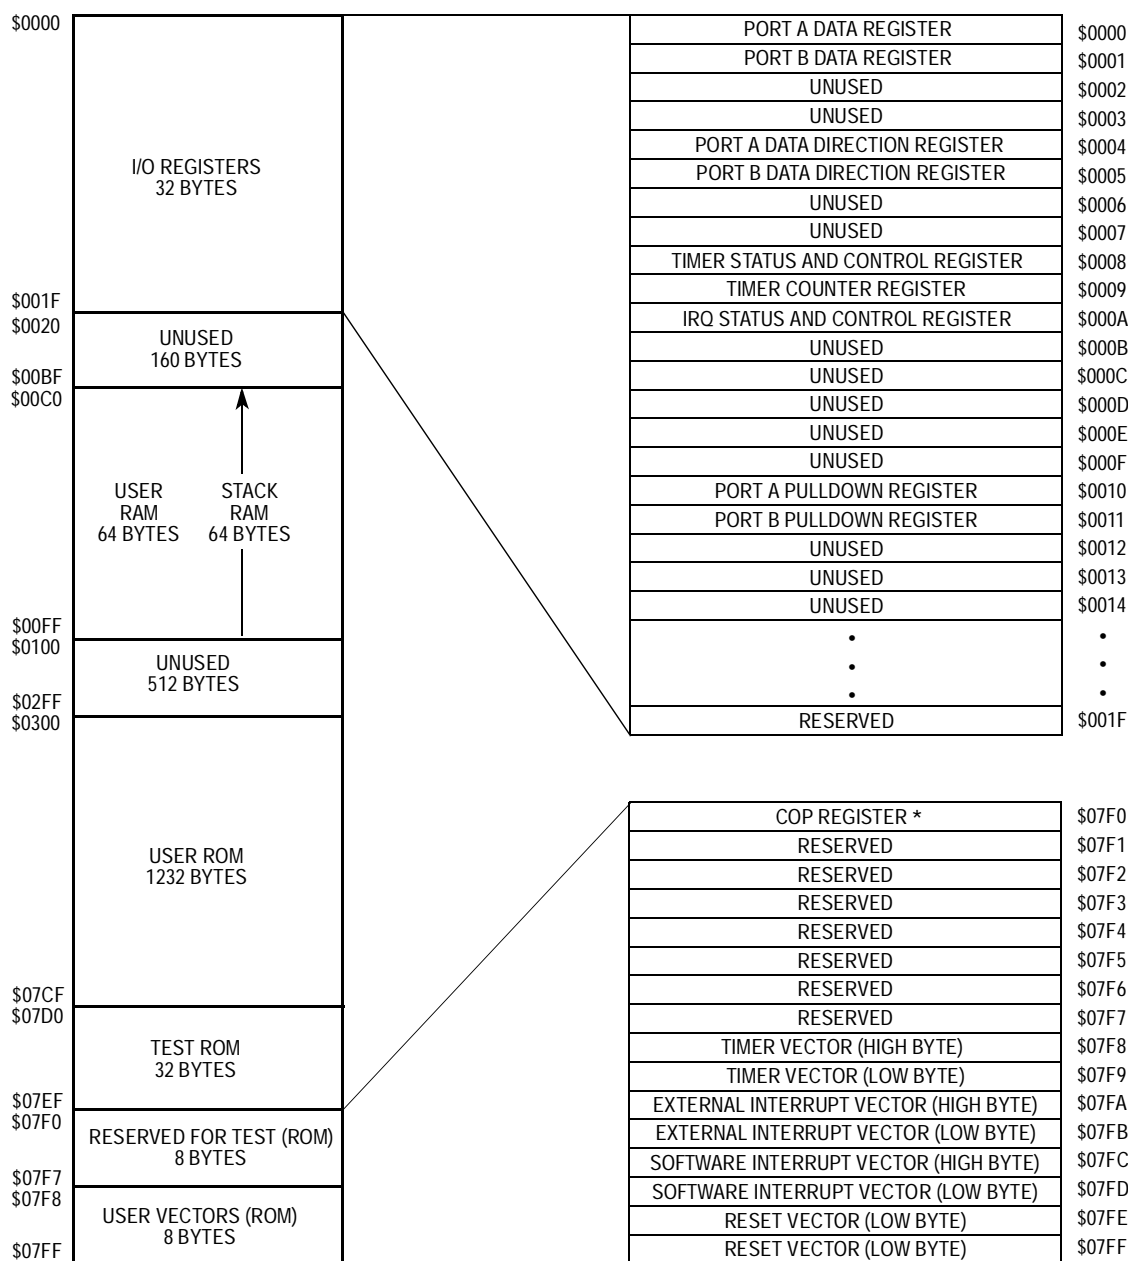 $0000
I/O REGISTERS
32 BYTES
$001F
$0020
UNUSED
160 BYTES
$00BF
$00C0
USER
RAM
64 BYTES
STACK
RAM
64 BYTES
$00FF
$0100
UNUSED
512 BYTES
$02FF
$0300
USER ROM
1232 BYTES
$07CF
$07D0
TEST ROM
32 BYTES
$07EF
$07F0
RESERVED FOR TEST (ROM)
8 BYTES
$07F7
$07F8
USER VECTORS (ROM)
8 BYTES
$07FF
PORT A DATA REGISTER $0000
PORT B DATA REGISTER $0001
UNUSED $0002
UNUSED $0003
PORT A DATA DIRECTION REGISTER $0004
PORT B DATA DIRECTION REGISTER $0005
UNUSED $0006
UNUSED $0007
TIMER STATUS AND CONTROL REGISTER $0008
TIMER COUNTER REGISTER $0009
IRQ STATUS AND CONTROL REGISTER $000A
UNUSED $000B
UNUSED $000C
UNUSED $000D
UNUSED $000E
UNUSED $000F
PORT A PULLDOWN REGISTER $0010
PORT B PULLDOWN REGISTER $0011
UNUSED $0012
UNUSED $0013
UNUSED $0014
• •
• •
• •
RESERVED $001F
COP REGISTER * $07F0
RESERVED $07F1
RESERVED $07F2
RESERVED $07F3
RESERVED $07F4
RESERVED $07F5
RESERVED $07F6
RESERVED $07F7
TIMER VECTOR (HIGH BYTE) $07F8
TIMER VECTOR (LOW BYTE) $07F9
EXTERNAL INTERRUPT VECTOR (HIGH BYTE) $07FA
EXTERNAL INTERRUPT VECTOR (LOW BYTE) $07FB
SOFTWARE INTERRUPT VECTOR (HIGH BYTE) $07FC
SOFTWARE INTERRUPT VECTOR (LOW BYTE) $07FD
RESET VECTOR (LOW BYTE) $07FE
RESET VECTOR (LOW BYTE) $07FF